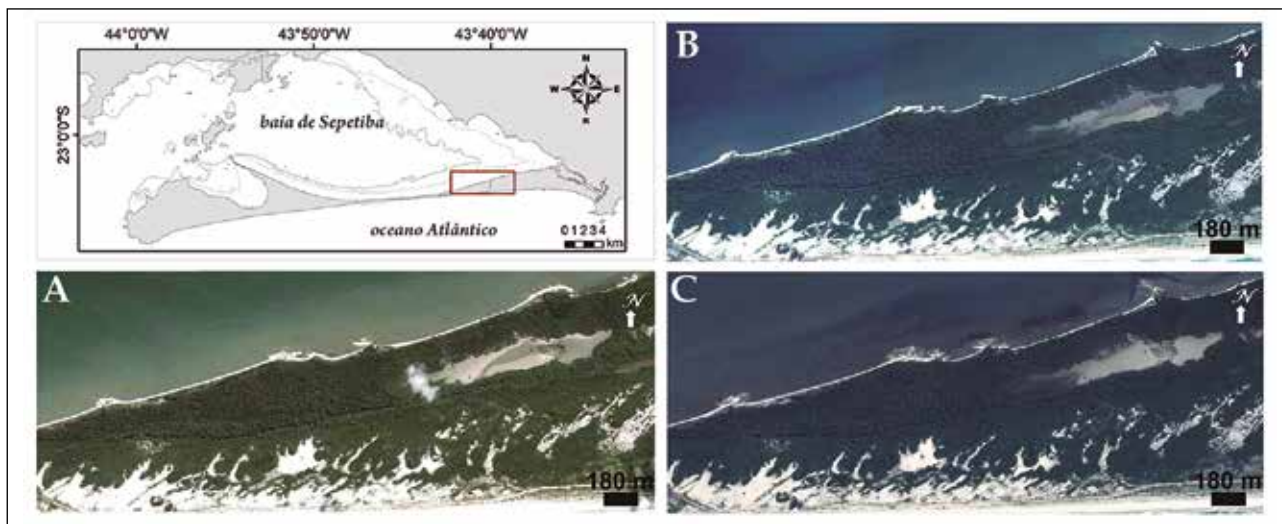 44°0'0"W
43°50'0"W
43°40'0"W
23°0'0"S
N
W
E
baía de Sepetiba
oceano Atlântico
0 1 2 3 4
km
B
N
180 m
A
N
180 m
C
N
180 m